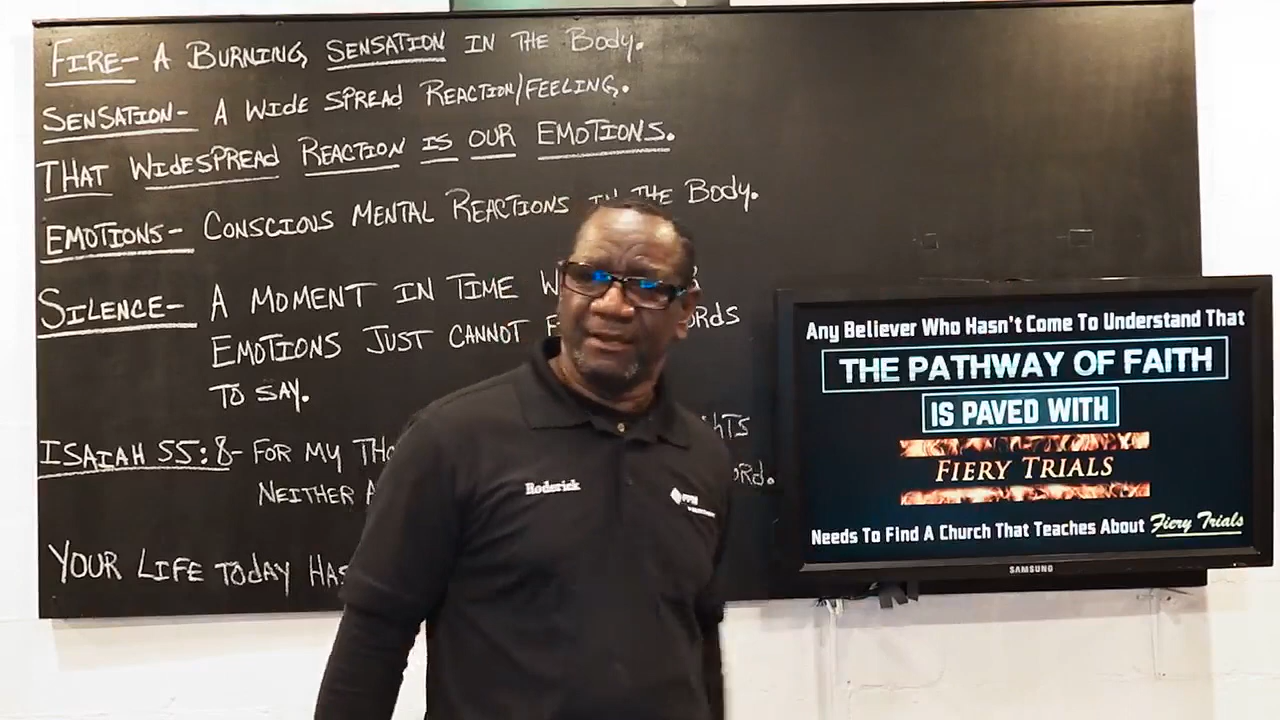 FIRE- A BURNING SENSATION IN THE BODY.
SENSATION- A WIDE SPREAD REACTION/FEELING.
THAT WIDESPREAD REACTION IS OUR EMOTIONS.
EMOTIONS- CONSCIOUS MENTAL REACTIONS IN THE BODY.
SILENCE- A MOMENT IN TIME
EMOTIONS JUST CANNOT
TO SAY.
ISAIAH 55:8- FOR MY
NEITHER
YOUR LIFE TODAY HAS
Roderick
Any Believer Who Hasn't Come To Understand That
THE PATHWAY OF FAITH
IS PAVED WITH
FIERY TRIALS
Needs To Find A Church That Teaches About Fiery Trials
SAMSUNG